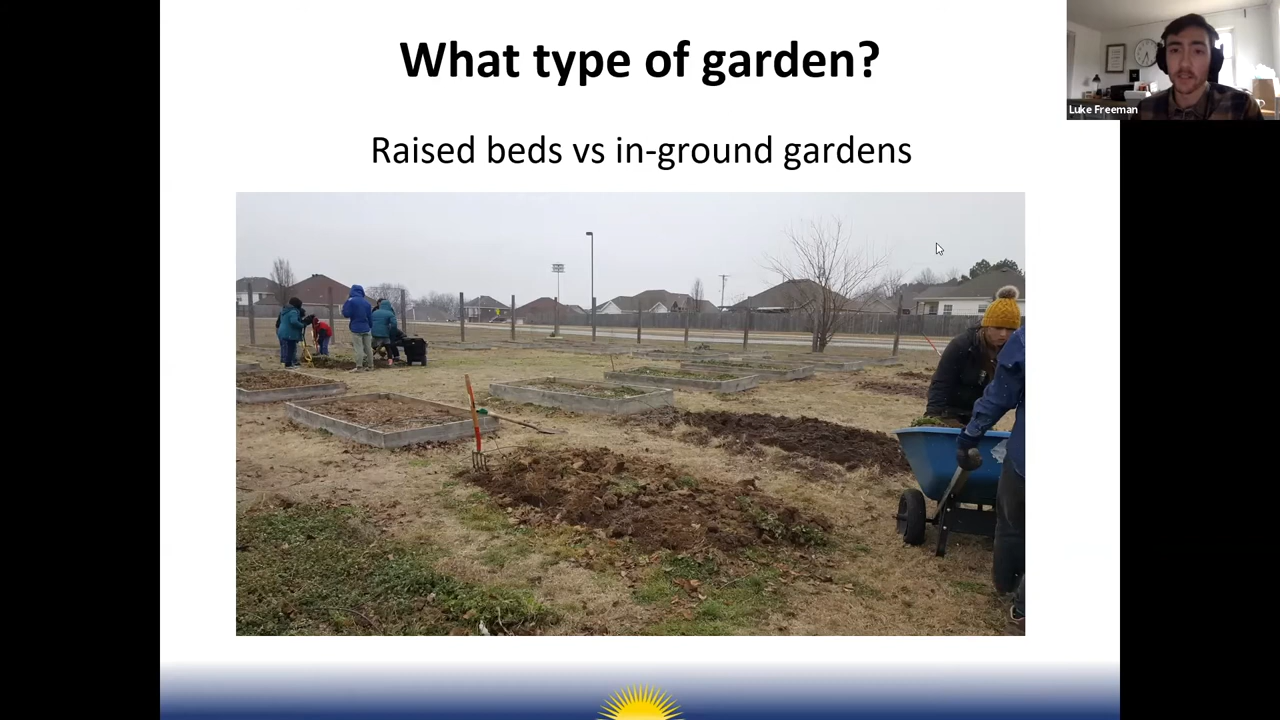 What type of garden?
Luke Freeman
Raised beds vs in-ground gardens